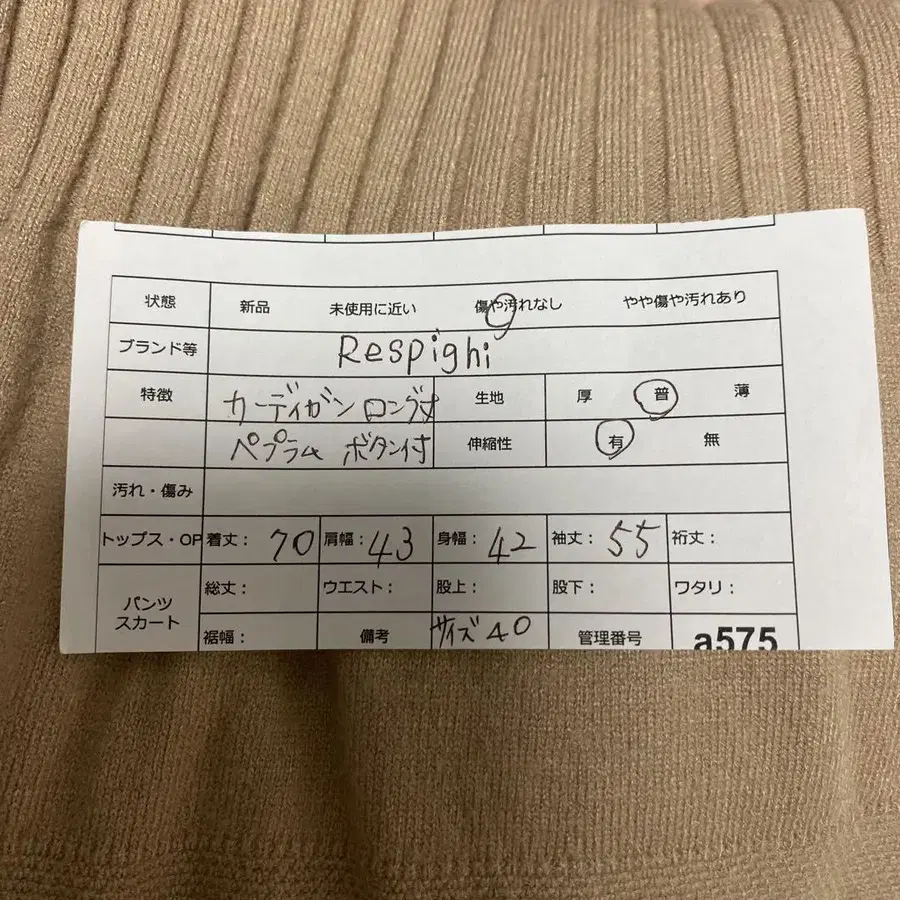 状態 新品 未使用に近い 傷や汚れなし やや傷や汚れあり
ブランド等 Respighi
特徴 カーディガン ロング丈 生地 厚 普 薄
ペプラム ボタン付 伸縮性 有 無
汚れ・傷み
トップス・OP 着丈: 70 肩幅: 43 身幅: 42 袖丈: 55 裄丈:
パンツ スカート 総丈: ウエスト: 股上: 股下: ワタリ:
裾幅: 備考 サイズ40 管理番号 a575